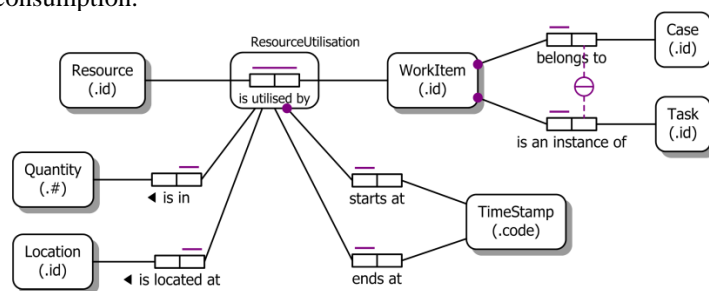 consumption.
ResourceUtilisation
Resource
(.id)
is utilised by
WorkItem
(.id)
belongs to
Case
(.id)
is an instance of
Task
(.id)
Quantity
(.#)
◄ is in
starts at
TimeStamp
(.code)
Location
(.id)
◄ is located at
ends at